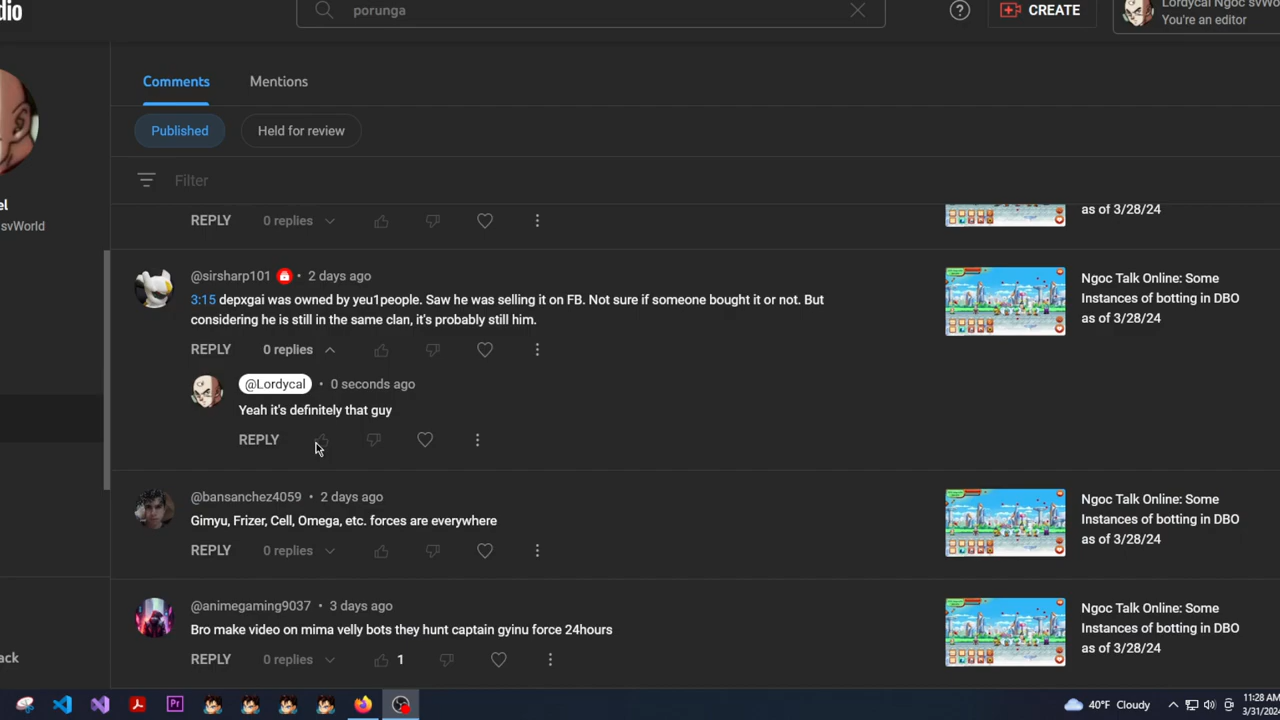 dio
porunga
CREATE
Lordycal Ngoc svWorl
You're an editor
el
svWorld
ack
Comments
Mentions
Published
Held for review
Filter
REPLY 0 replies
as of 3/28/24
@sirsharp101 • 2 days ago
3:15 depxgai was owned by yeu1people. Saw he was selling it on FB. Not sure if someone bought it or not. But
considering he is still in the same clan, it's probably still him.
REPLY 0 replies
Ngoc Talk Online: Some
Instances of botting in DBO
as of 3/28/24
@Lordycal • 0 seconds ago
Yeah it's definitely that guy
REPLY
@bansanchez4059 • 2 days ago
Gimyu, Frizer, Cell, Omega, etc. forces are everywhere
REPLY 0 replies
Ngoc Talk Online: Some
Instances of botting in DBO
as of 3/28/24
@animegaming9037 • 3 days ago
Bro make video on mima velly bots they hunt captain gyinu force 24hours
REPLY 0 replies 1
Ngoc Talk Online: Some
Instances of botting in DBO
as of 3/28/24
Pr
40°F Cloudy
11:28 AM
3/31/202